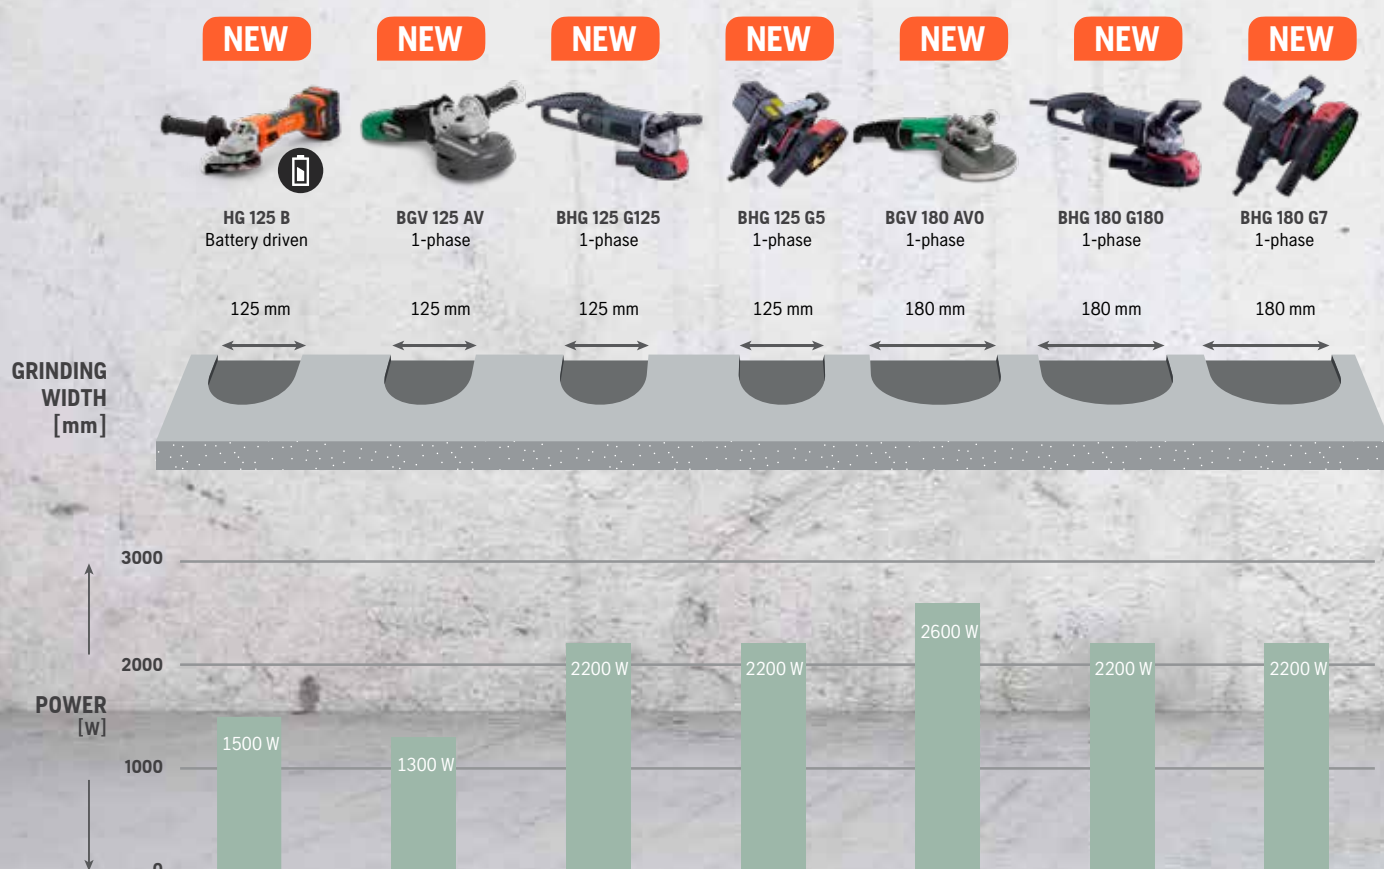 NEW NEW NEW NEW NEW NEW NEW
HG 125 B
Battery driven
BGV 125 AV
1-phase
BHG 125 G125
1-phase
BHG 125 G5
1-phase
BGV 180 AVO
1-phase
BHG 180 G180
1-phase
BHG 180 G7
1-phase
125 mm 125 mm 125 mm 125 mm 180 mm 180 mm 180 mm
GRINDING
WIDTH
[mm]
3000
2600 W
2000
2200 W 2200 W 2200 W 2200 W
POWER
[W]
1500 W
1300 W
1000
0